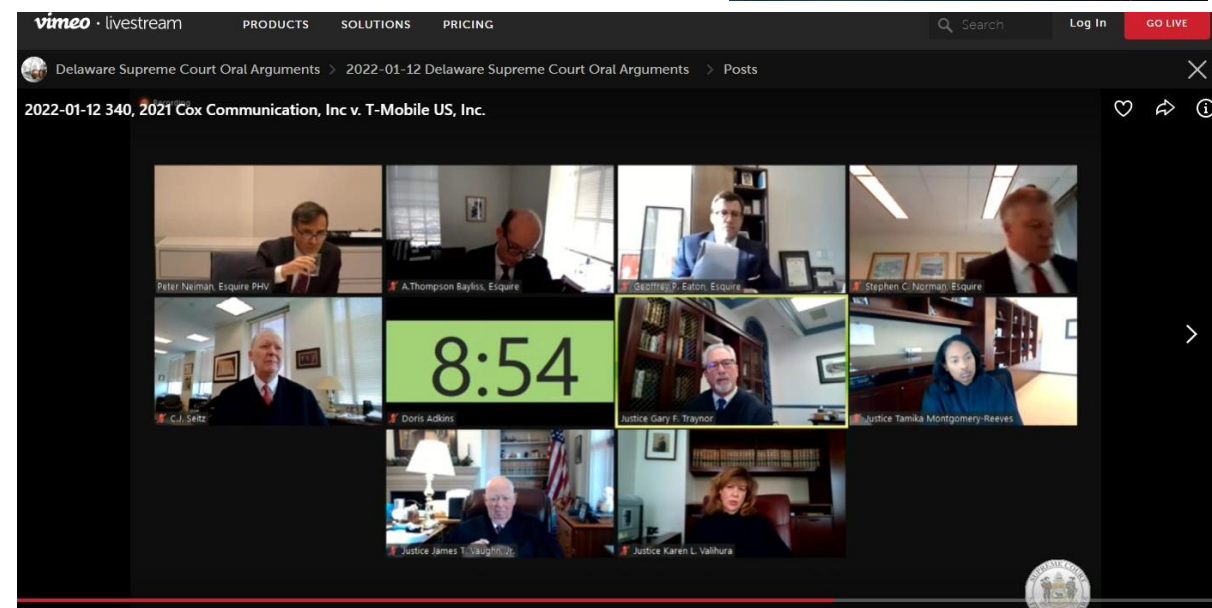 vimeo · livestream PRODUCTS SOLUTIONS PRICING Search Log In GO LIVE
Delaware Supreme Court Oral Arguments > 2022-01-12 Delaware Supreme Court Oral Arguments > Posts
Recording
2022-01-12 340, 2021 Cox Communication, Inc v. T-Mobile US, Inc.
Peter Neiman, Esquire PHV
A.Thompson Bayliss, Esquire
Geoffrey P. Eaton, Esquire
Stephen C. Norman, Esquire
C.J. Seitz
8:54
Doris Adkins
Justice Gary F. Traynor
Justice Tamika Montgomery-Reeves
Justice James T. Vaughn, Jr.
Justice Karen L. Valihura
SUPREME COURT